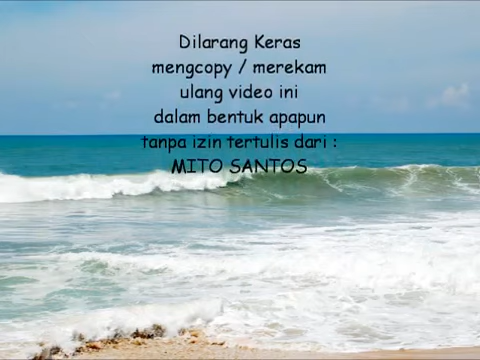 Dilarang Keras
mengcopy / merekam
ulang video ini
dalam bentuk apapun
tanpa izin tertulis dari :
MITO SANTOS